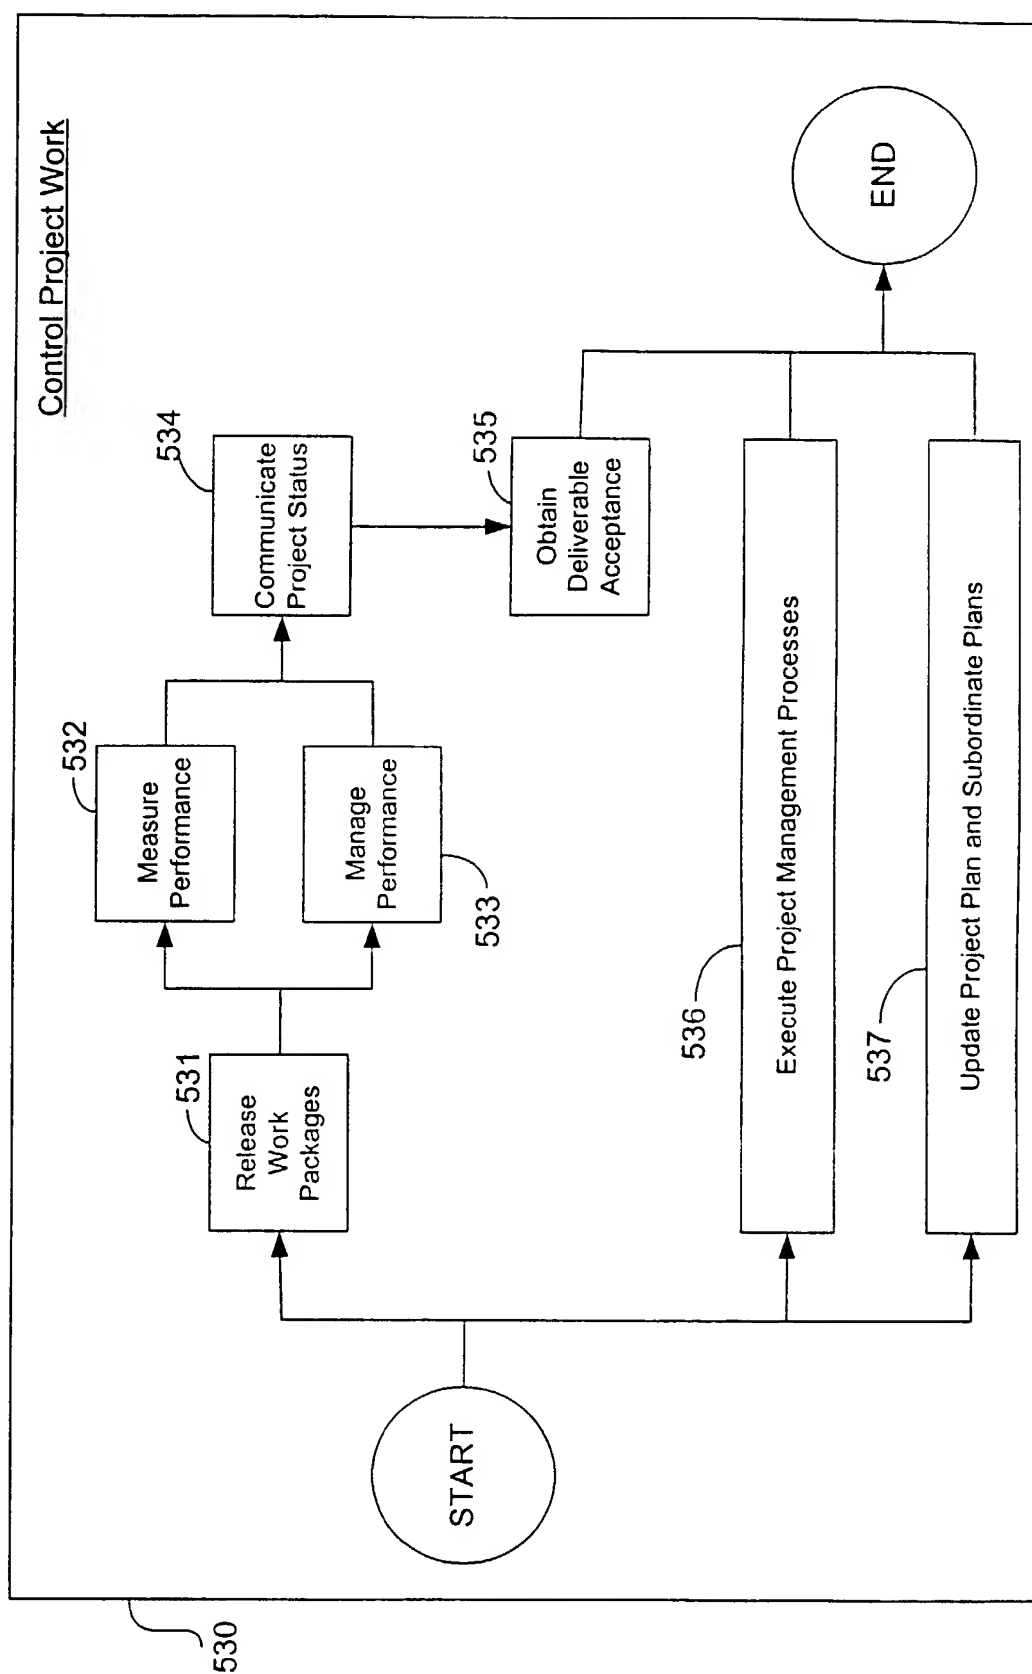 Control Project Work
530
START
531
Release
Work
Packages
532
Measure
Performance
Manage
Performance
533
534
Communicate
Project Status
535
Obtain
Deliverable
Acceptance
536
Execute Project Management Processes
537
Update Project Plan and Subordinate Plans
END